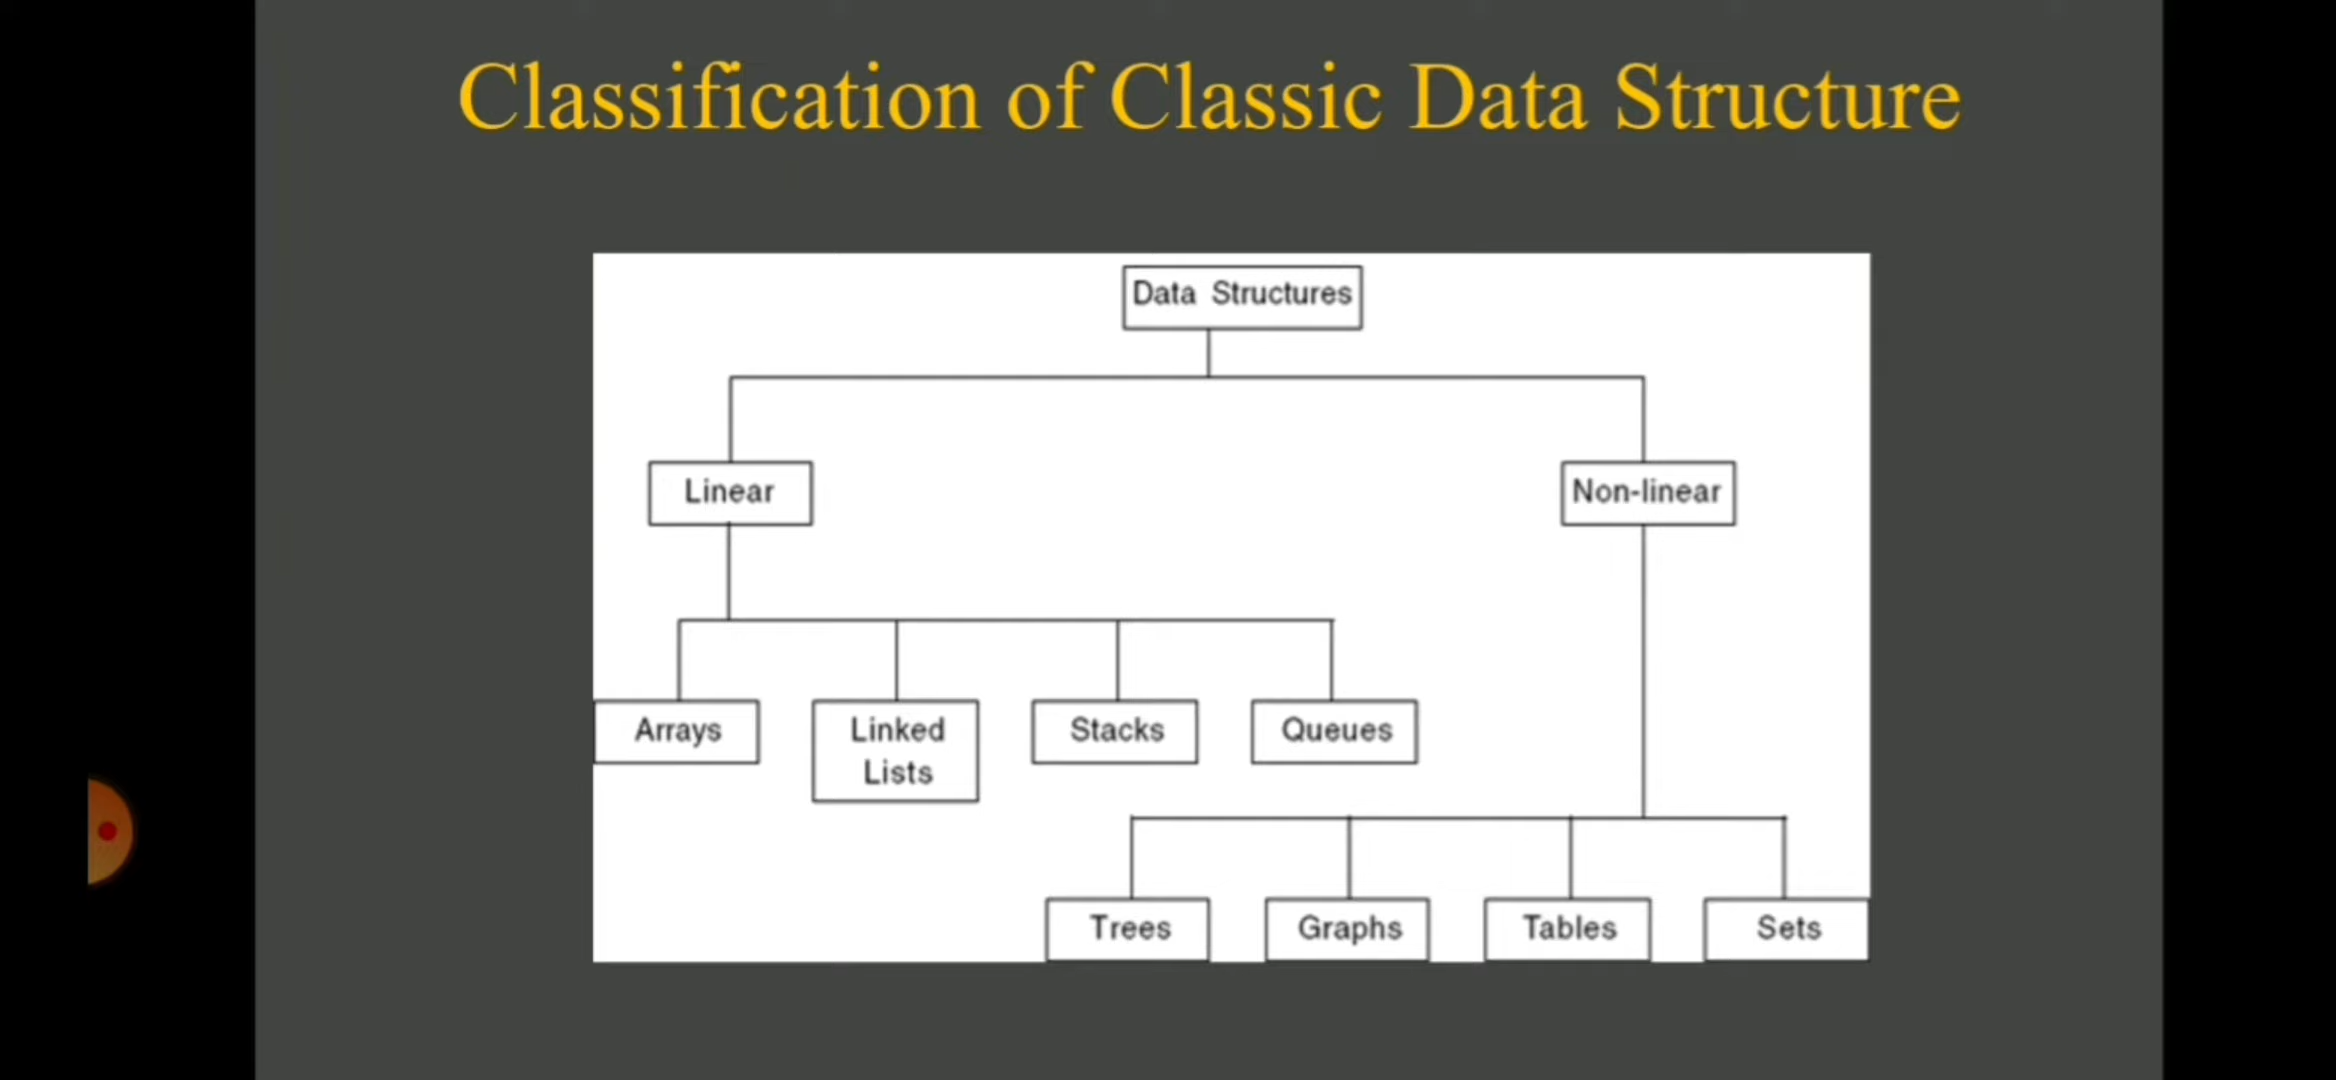 Classification of Classic Data Structure
Data Structures
Linear
Non-linear
Arrays
Linked
Lists
Stacks
Queues
Trees
Graphs
Tables
Sets